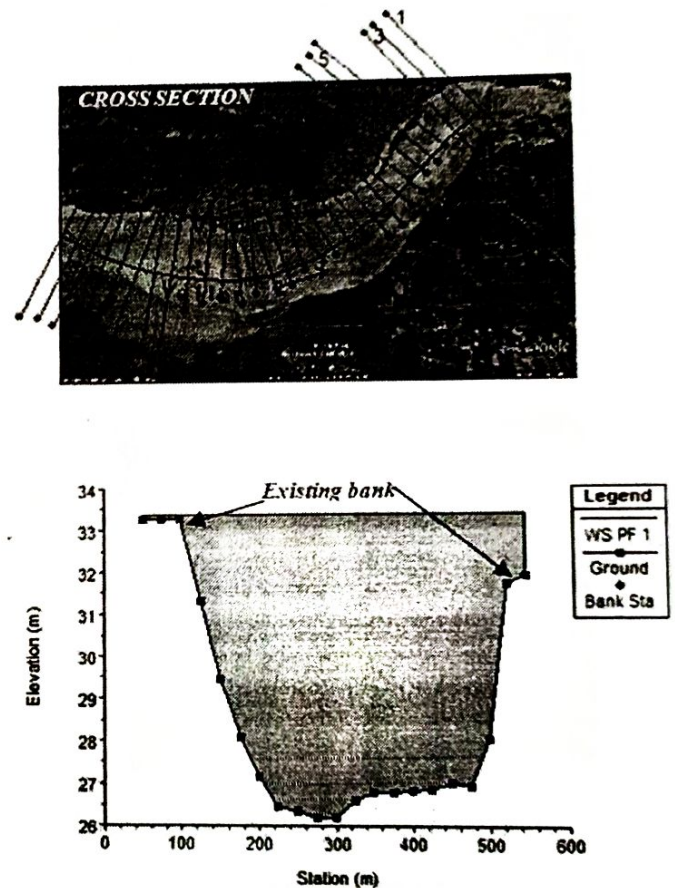 1
3
5
CROSS SECTION
Google
Existing bank
34
33
32
31
30
29
28
27
26
Elevation (m)
0
100
200
300
400
500
600
Station (m)
Legend
WS PF 1
Ground
Bank Sta